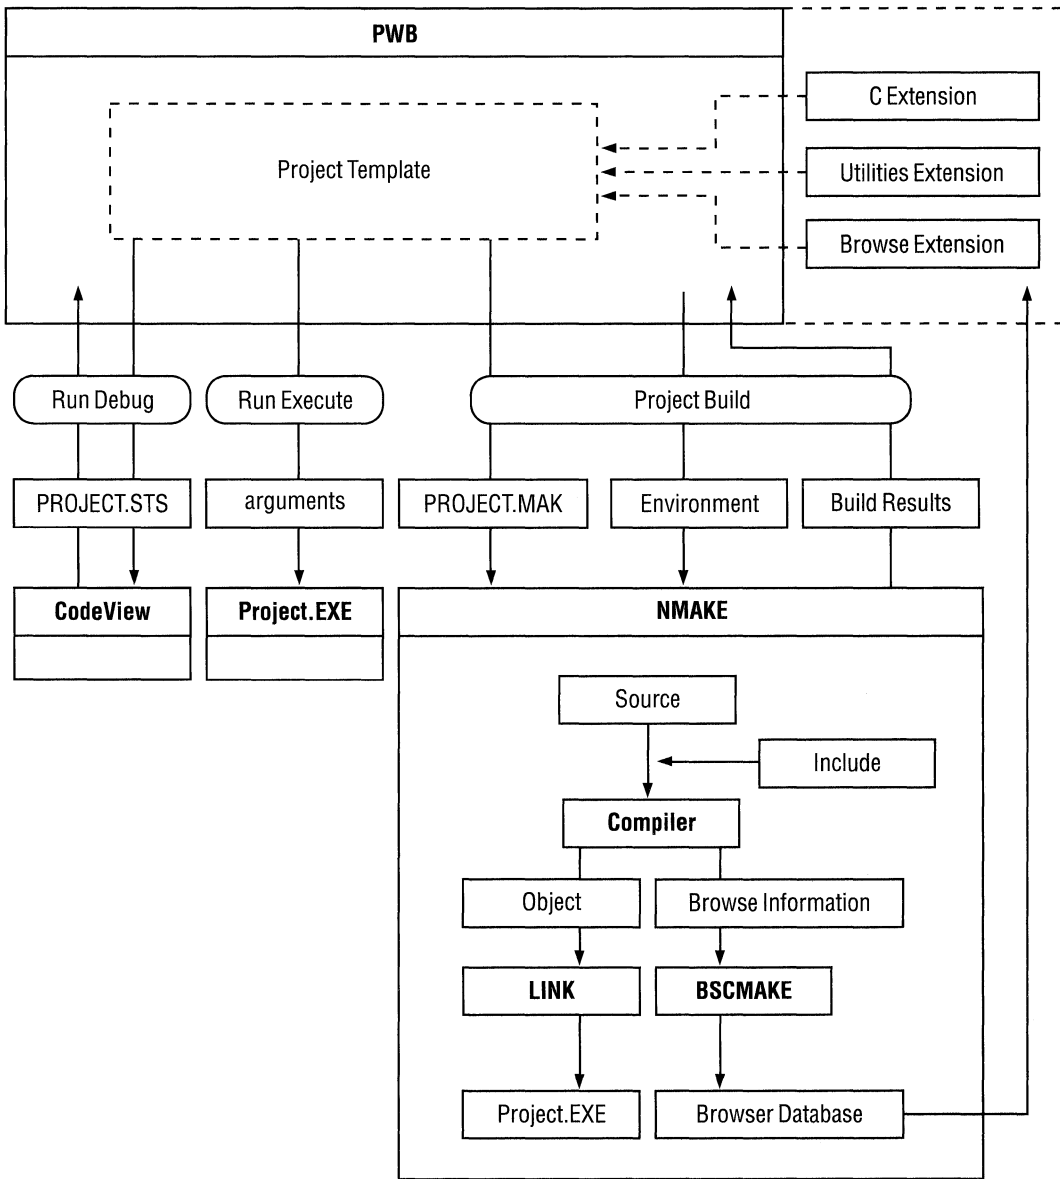 PWB
C Extension
Project Template
Utilities Extension
Browse Extension
Run Debug
Run Execute
Project Build
PROJECT.STS
arguments
PROJECT.MAK
Environment
Build Results
CodeView
Project.EXE
NMAKE
Source
Include
Compiler
Object
Browse Information
LINK
BSCMAKE
Project.EXE
Browser Database